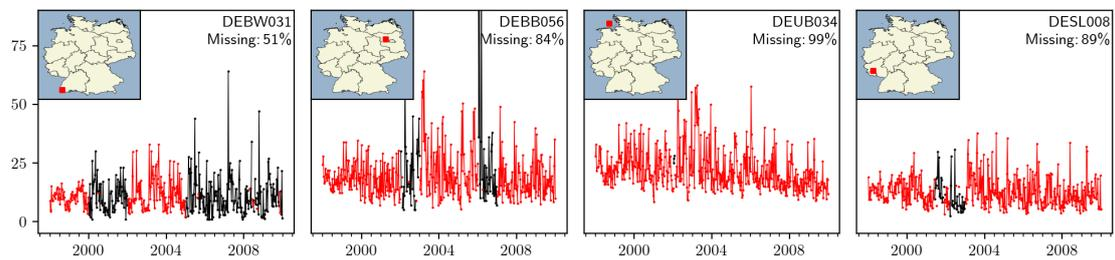 DEBW031
Missing: 51%
DEBB056
Missing: 84%
DEUB034
Missing: 99%
DESL008
Missing: 89%
75
50
25
0
2000 2004 2008 2000 2004 2008 2000 2004 2008 2000 2004 2008